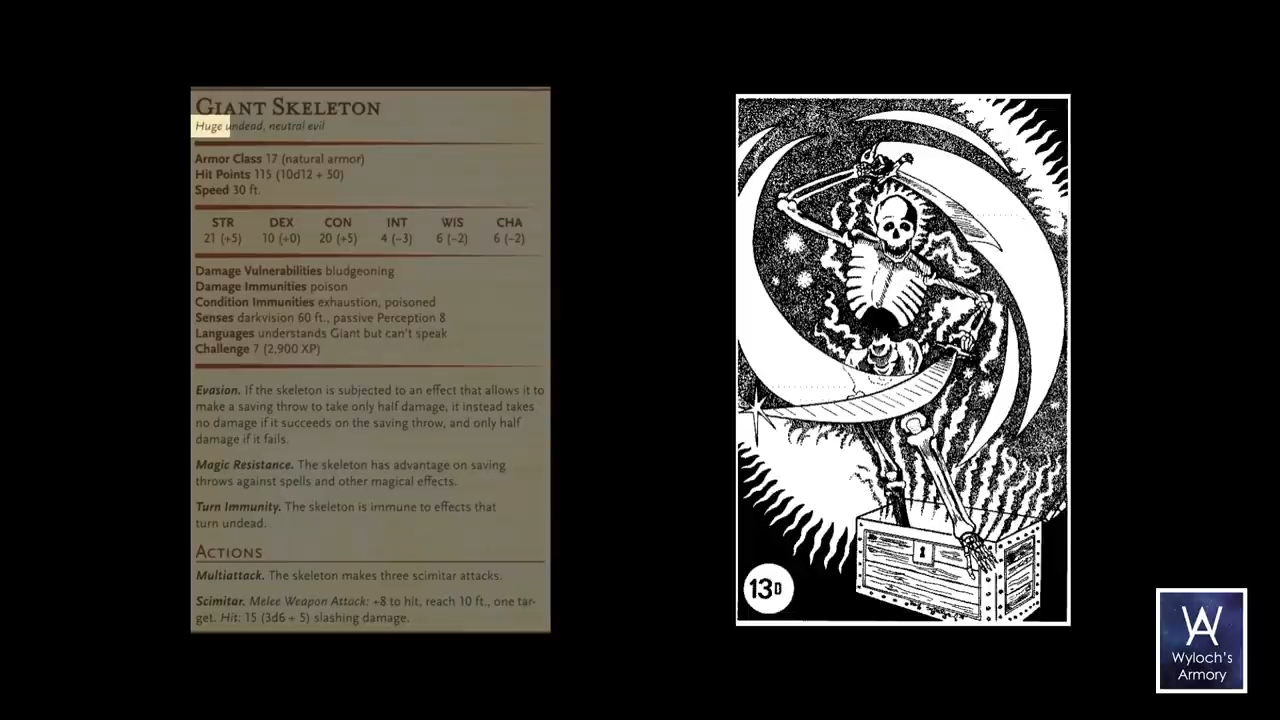 GIANT SKELETON
Huge undead, neutral evil
Armor Class 17 (natural armor)
Hit Points 115 (10d12 + 50)
Speed 30 ft.
STR DEX CON INT WIS CHA
21 (+5) 10 (+0) 20 (+5) 4 (−3) 6 (−2) 6 (−2)
Damage Vulnerabilities bludgeoning
Damage Immunities poison
Condition Immunities exhaustion, poisoned
Senses darkvision 60 ft., passive Perception 8
Languages understands Giant but can't speak
Challenge 7 (2,900 XP)
Evasion. If the skeleton is subjected to an effect that allows it to
make a saving throw to take only half damage, it instead takes
no damage if it succeeds on the saving throw, and only half
damage if it fails.
Magic Resistance. The skeleton has advantage on saving
throws against spells and other magical effects.
Turn Immunity. The skeleton is immune to effects that
turn undead.
ACTIONS
Multiattack. The skeleton makes three scimitar attacks.
Scimitar. Melee Weapon Attack: +8 to hit, reach 10 ft., one tar-
get. Hit: 15 (3d6 + 5) slashing damage.
13D
WA
Wyloch's
Armory